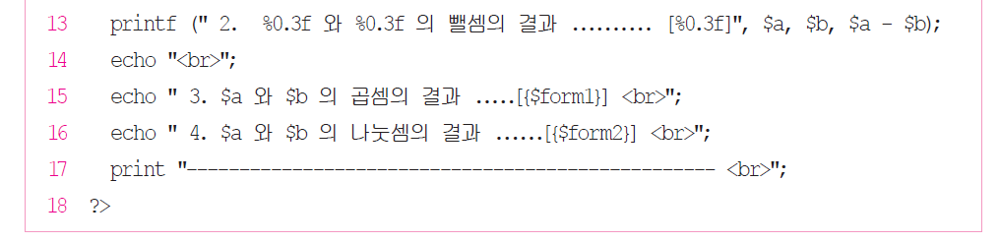 13 printf (" 2.  %0.3f 와 %0.3f 의 뺄셈의 결과 .......... [%0.3f]", $a, $b, $a - $b);
14 echo "<br>";
15 echo " 3. $a 와 $b 의 곱셈의 결과 .....[{$form1}] <br>";
16 echo " 4. $a 와 $b 의 나눗셈의 결과 ......[{$form2}] <br>";
17 print "-------------------------------------------------- <br>";
18 ?>